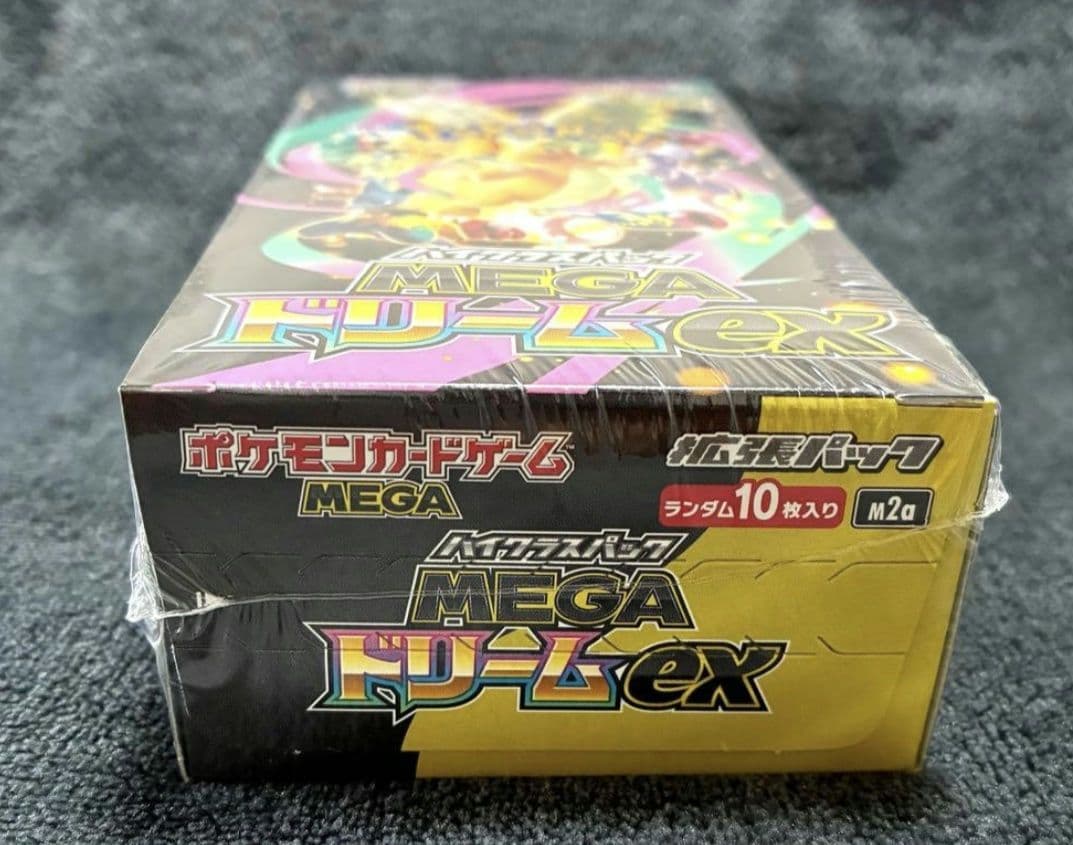 ハイクラスパック
MEGA
ドリームex
ポケモンカードゲーム™
MEGA
拡張パック
ランダム10枚入り
M2a
ハイクラスパック
MEGA
ドリームex